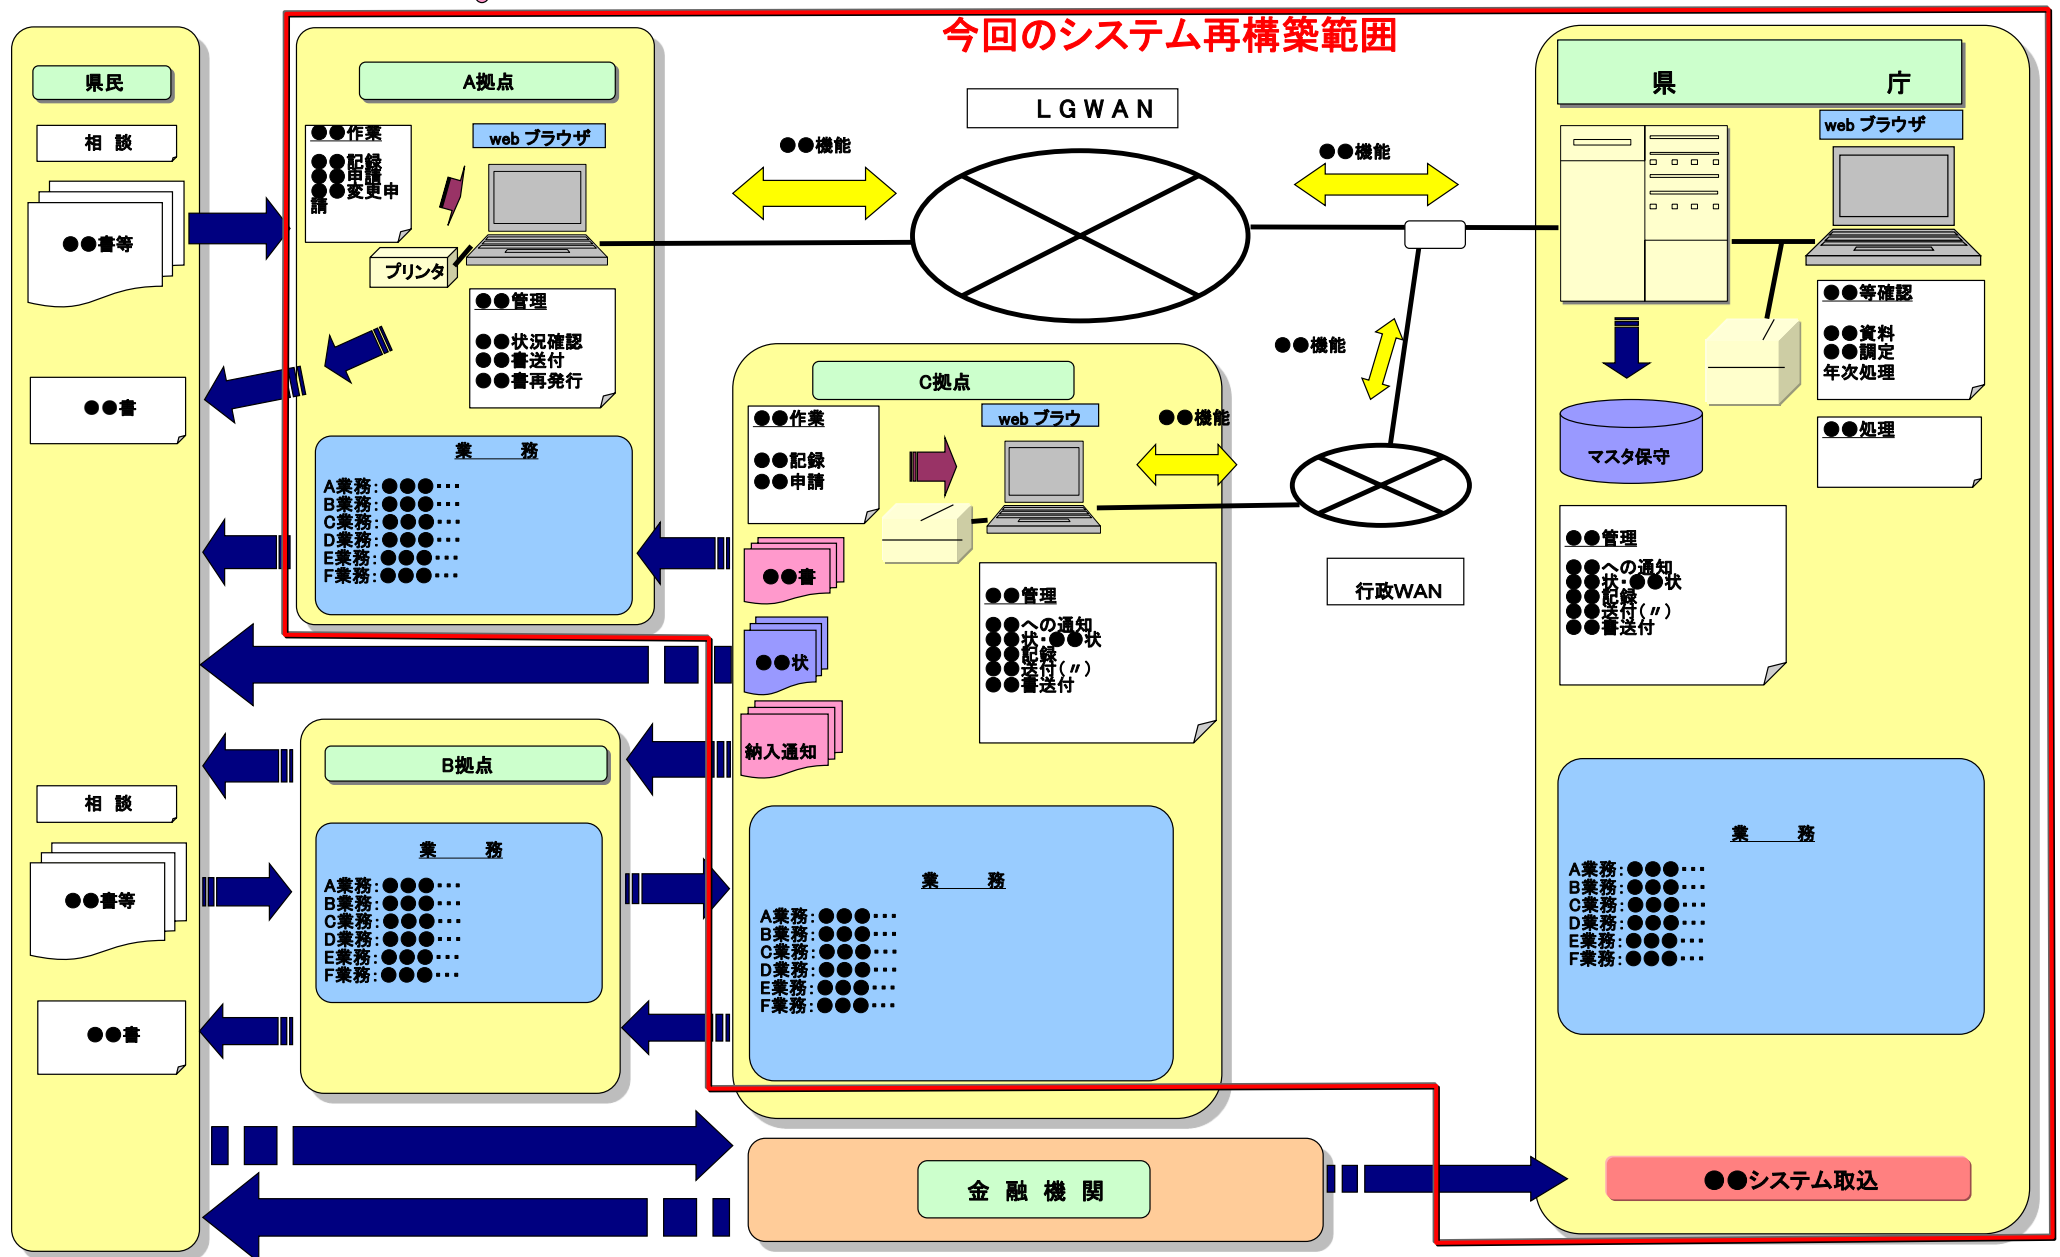 今回のシステム再構築範囲
県民
相 談
●●書等
●●書
相 談
●●書等
●●書
A拠点
●●作業
●●記録
●●申請
●●変更申
請
web ブラウザ
プリンタ
●●管理
●●状況確認
●●書送付
●●書再発行
業 務
A業務:●●●…
B業務:●●●…
C業務:●●●…
D業務:●●●…
E業務:●●●…
F業務:●●●…
B拠点
業 務
A業務:●●●…
B業務:●●●…
C業務:●●●…
D業務:●●●…
E業務:●●●…
F業務:●●●…
●●機能
LGWAN
●●機能
●●機能
C拠点
●●作業
●●記録
●●申請
web ブラウ
●●機能
●●書
●●状
納入通知
●●管理
●●への通知
●●状・●●状
●●記録
●●送付(〃)
●●書送付
業 務
A業務:●●●…
B業務:●●●…
C業務:●●●…
D業務:●●●…
E業務:●●●…
F業務:●●●…
行政WAN
金 融 機 関
県 庁
web ブラウザ
●●等確認
●●資料
●●調定
年次処理
●●処理
マスタ保守
●●管理
●●への通知
●●状・●●状
●●記録
●●送付(〃)
●●書送付
業 務
A業務:●●●…
B業務:●●●…
C業務:●●●…
D業務:●●●…
E業務:●●●…
F業務:●●●…
●●システム取込